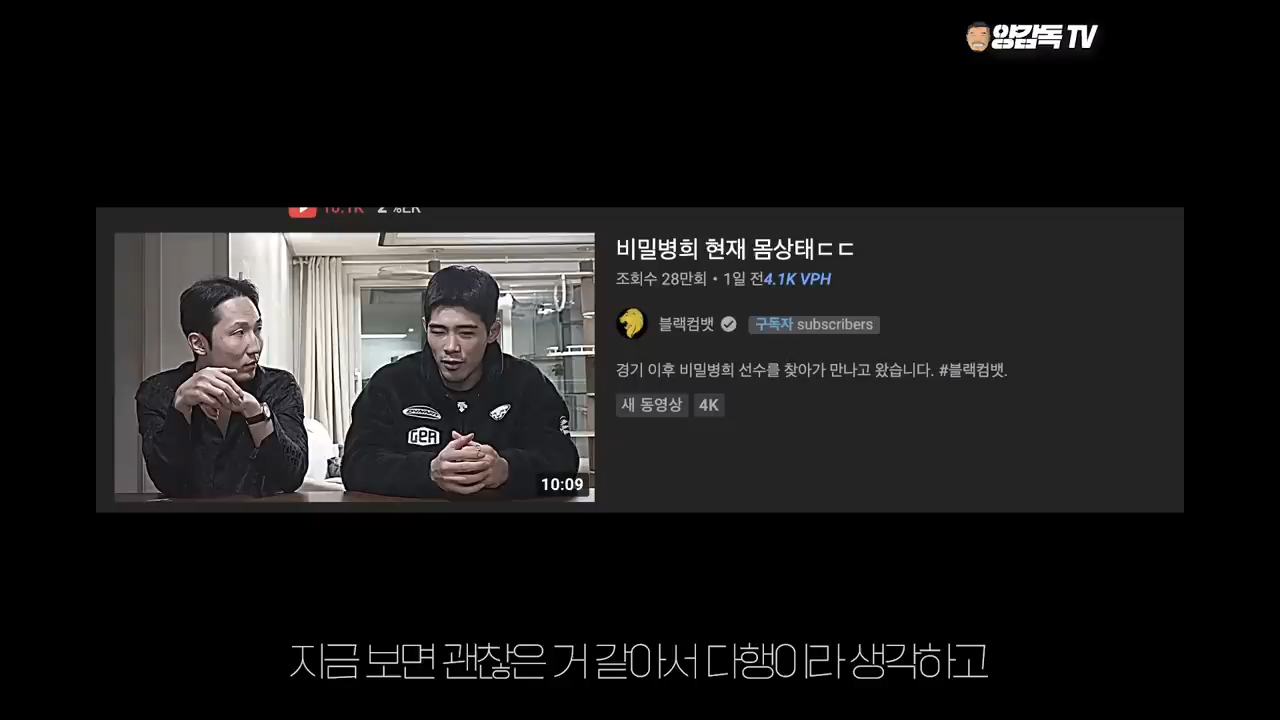 양감독 TV
비밀병희 현재 몸상태ㄷㄷ
조회수 28만회 • 1일 전4.1K VPH
블랙컴뱃
구독자 subscribers
경기 이후 비밀병희 선수를 찾아가 만나고 왔습니다. #블랙컴뱃.
새 동영상 4K
10:09
지금 보면 괜찮은 거 같아서 다행이라 생각하고